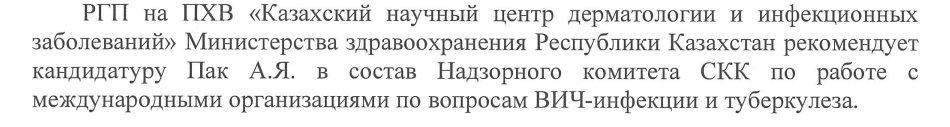 РГП на ПХВ «Казахский научный центр дерматологии и инфекционных
заболеваний» Министерства здравоохранения Республики Казахстан рекомендует
кандидатуру Пак А.Я. в состав Надзорного комитета СКК по работе с
международными организациями по вопросам ВИЧ-инфекции и туберкулеза.